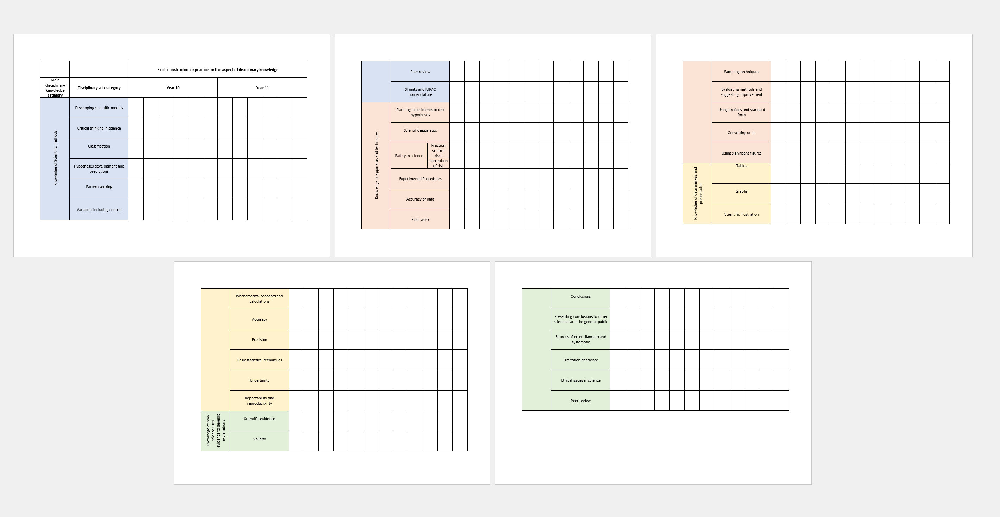 Explicit instruction or practice on this aspect of disciplinary knowledge
Main
disciplinary
knowledge
category
Disciplinary sub category
Year 10
Year 11
Knowledge of Scientific methods
Developing scientific models
Critical thinking in science
Classification
Hypotheses development and
predictions
Pattern seeking
Variables including control
Peer review
SI units and IUPAC
nomenclature
Knowledge of apparatus and techniques
Planning experiments to test
hypotheses
Scientific apparatus
Safety in science
Practical
science
risks
Perception
of risk
Experimental Procedures
Accuracy of data
Field work
Sampling techniques
Evaluating methods and
suggesting improvement
Using prefixes and standard
form
Converting units
Using significant figures
Knowledge of data analysis and
presentation
Tables
Graphs
Scientific illustration
Mathematical concepts and
calculations
Accuracy
Precision
Basic statistical techniques
Uncertainty
Repeatability and
reproducibility
Knowledge of how
science uses
evidence to develop
explanations
Scientific evidence
Validity
Conclusions
Presenting conclusions to other
scientists and the general public
Sources of error- Random and
systematic
Limitation of science
Ethical issues in science
Peer review